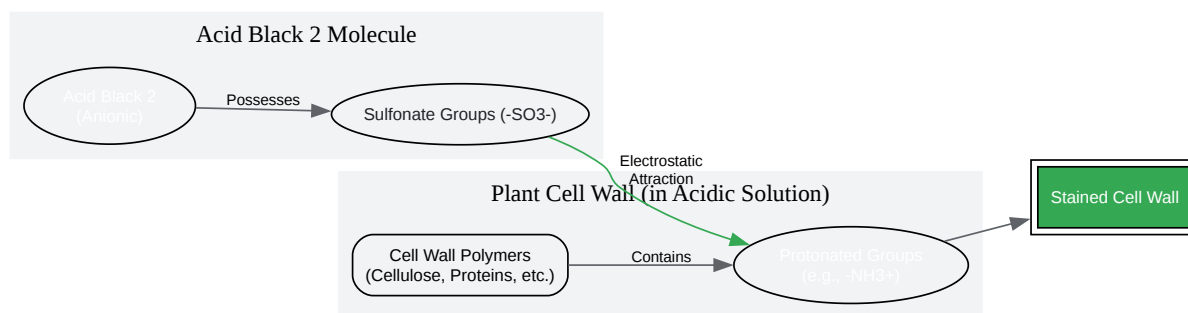 Acid Black 2 Molecule
Acid Black 2
(Anionic)
Possesses
Sulfonate Groups (-SO3-)
Electrostatic
Attraction
Plant Cell Wall (in Acidic Solution)
Cell Wall Polymers
(Cellulose, Proteins, etc.)
Contains
Protonated Groups
(e.g., -NH3+)
Stained Cell Wall